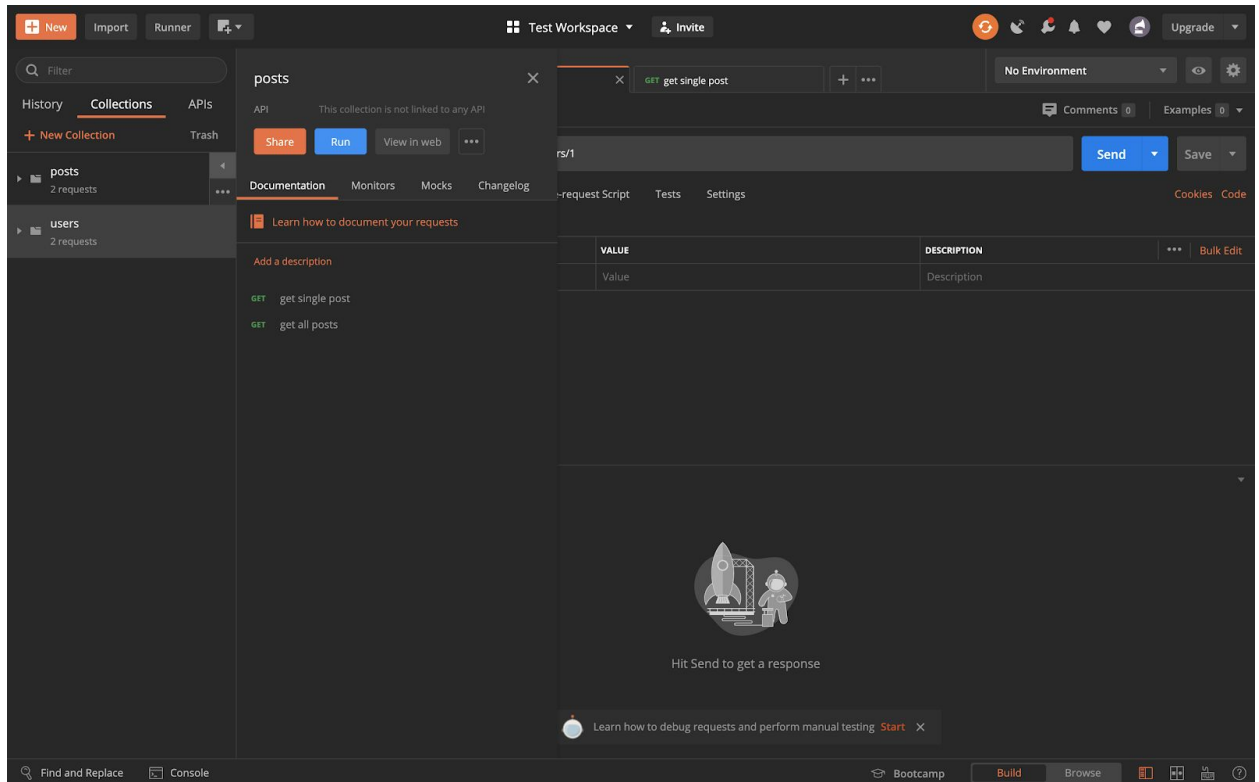 New
Import
Runner
Test Workspace
Invite
Upgrade
Filter
History
Collections
APIs
+ New Collection
Trash
posts
2 requests
users
2 requests
posts
API
This collection is not linked to any API
Share
Run
View in web
Documentation
Monitors
Mocks
Changelog
Learn how to document your requests
Add a description
GET get single post
GET get all posts
GET get single post
No Environment
Comments 0
Examples 0
rs/1
Send
Save
-request Script
Tests
Settings
Cookies
Code
VALUE
DESCRIPTION
Bulk Edit
Value
Description
Hit Send to get a response
Learn how to debug requests and perform manual testing Start
Find and Replace
Console
Bootcamp
Build
Browse